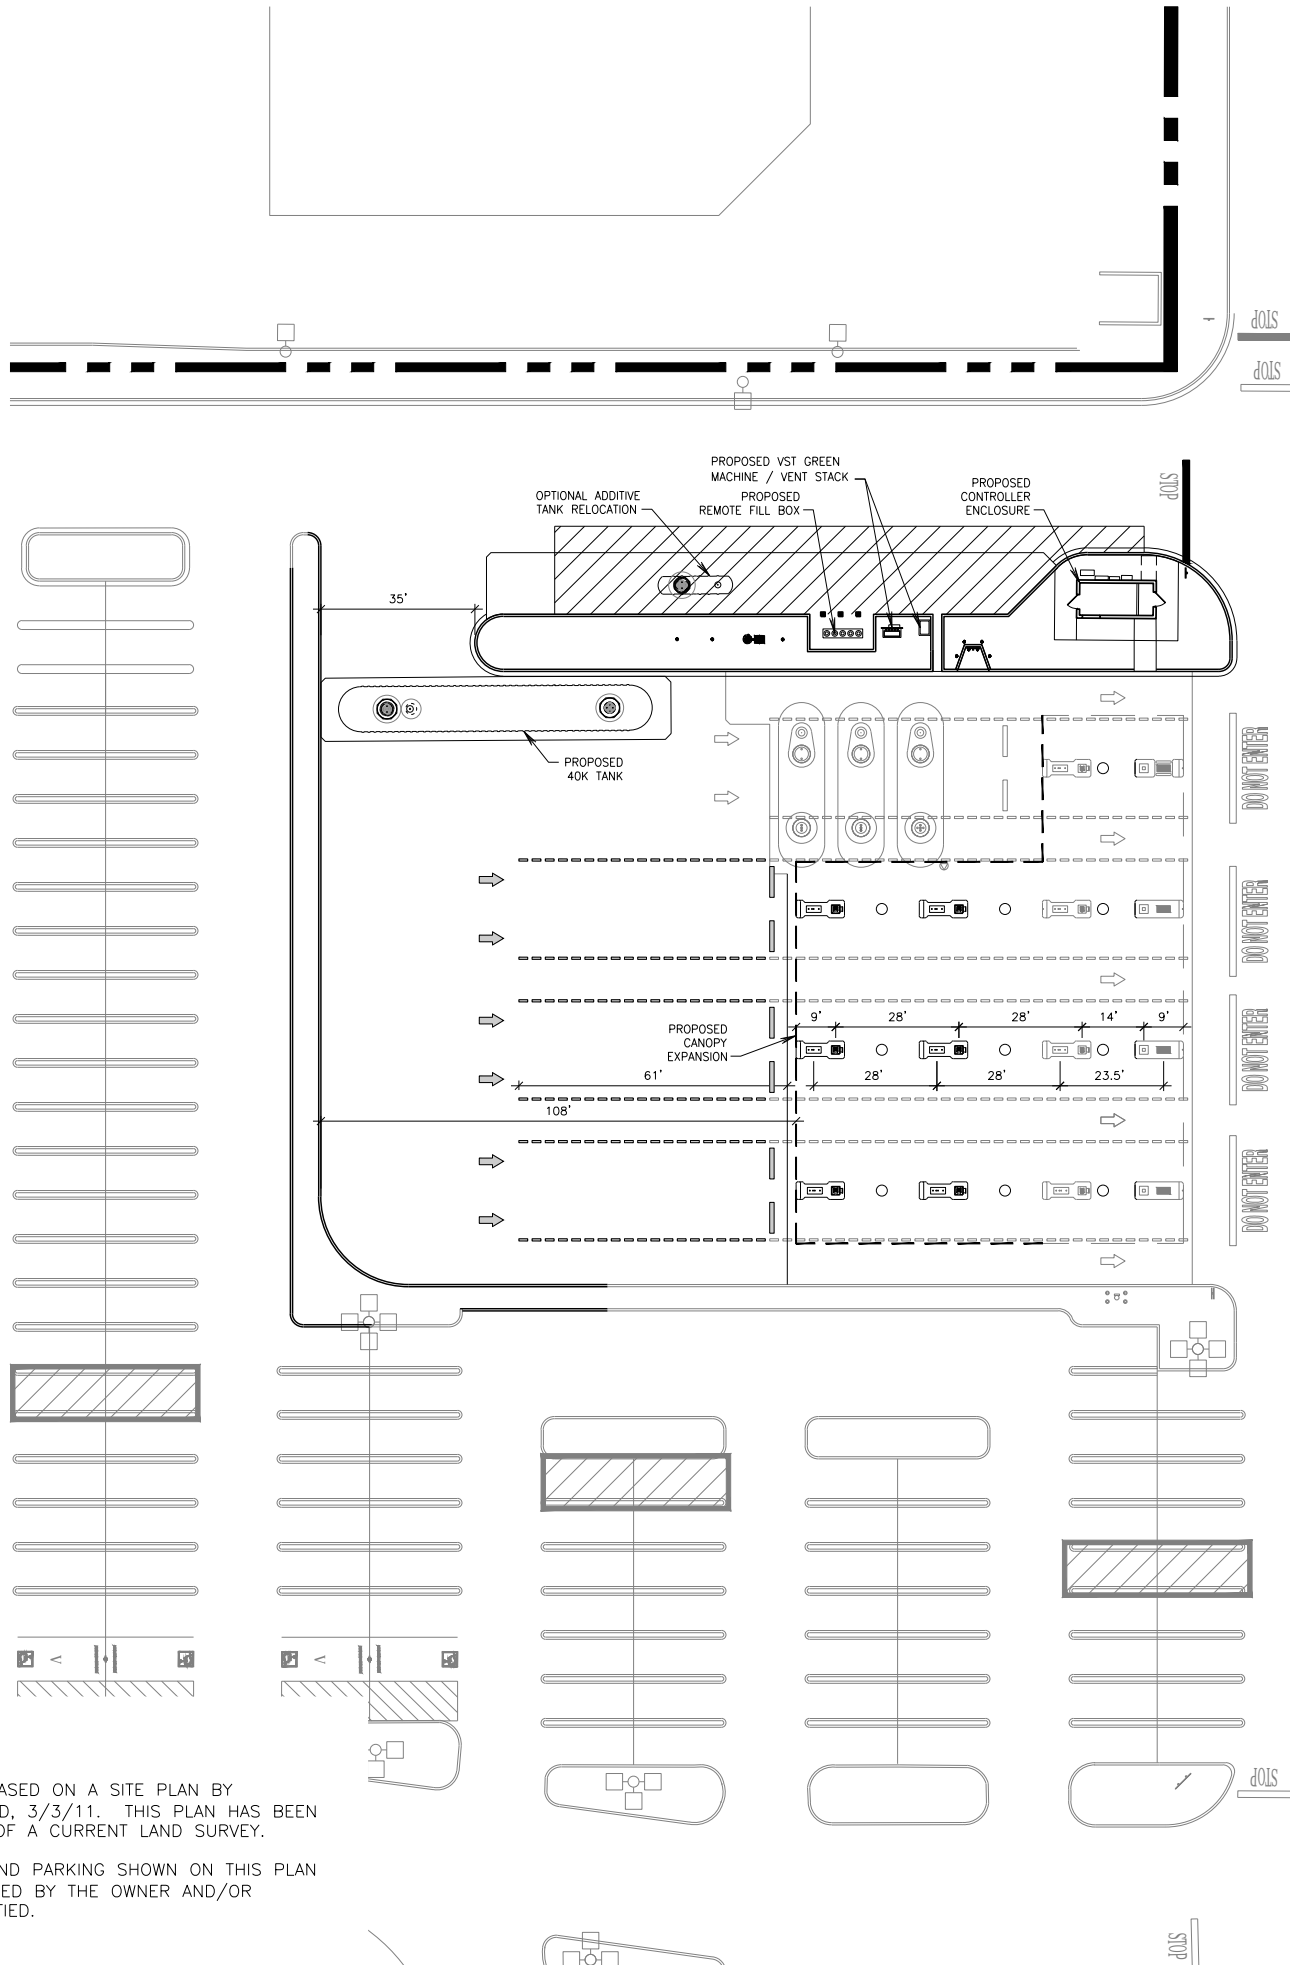 STOP
STOP
PROPOSED VST GREEN
MACHINE / VENT STACK
OPTIONAL ADDITIVE
TANK RELOCATION
PROPOSED
REMOTE FILL BOX
PROPOSED
CONTROLLER
ENCLOSURE
STOP
35'
PROPOSED
40K TANK
DO NOT ENTER
DO NOT ENTER
PROPOSED
CANOPY
EXPANSION
9'
28'
28'
14'
9'
61'
28'
28'
23.5'
108'
DO NOT ENTER
DO NOT ENTER
STOP
ASED ON A SITE PLAN BY
D, 3/3/11. THIS PLAN HAS BEEN
OF A CURRENT LAND SURVEY.
ND PARKING SHOWN ON THIS PLAN
ED BY THE OWNER AND/OR
TIED.
STOP